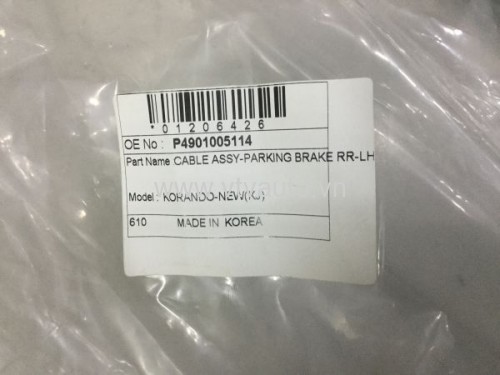 *01206426
OE No : P4901005114
Part Name CABLE ASSY-PARKING BRAKE RR-LH
Model : KORANDO-NEW(KJ)
610 MADE IN KOREA